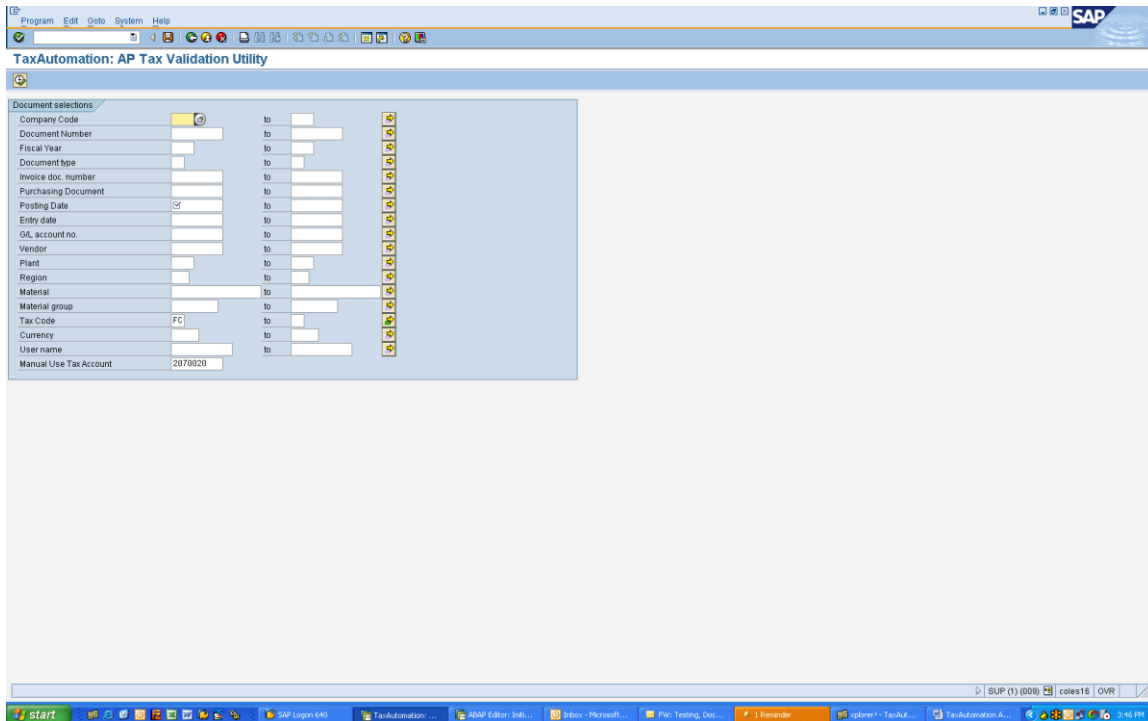 Program Edit Goto System Help
SAP
TaxAutomation: AP Tax Validation Utility
Document selections
Company Code to
Document Number to
Fiscal Year to
Document type to
Invoice doc. number to
Purchasing Document to
Posting Date to
Entry date to
G/L account no. to
Vendor to
Plant to
Region to
Material to
Material group to
Tax Code FC to
Currency to
User name to
Manual Use Tax Account 2070020
SUP (1) (009) coles16 OVR
start SAP Logon 640 TaxAutomation: ... ABAP Editor: Initi... Inbox - Microsoft... FW: Testing, Doc... 1 Reminder xplorer² - TaxAut... TaxAutomation A... 3:46 PM